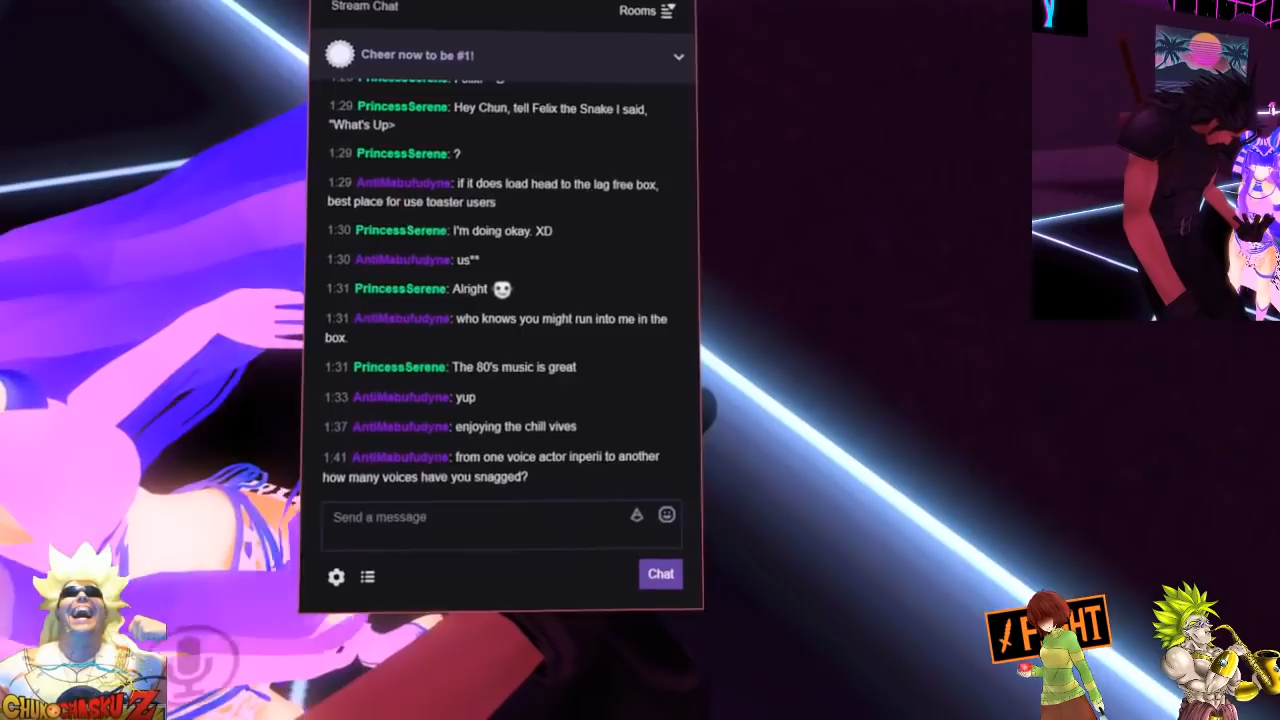 Stream Chat
Rooms
Cheer now to be #1!
1:29 PrincessSerene: Hey Chun, tell Felix the Snake I said,
"What's Up>
1:29 PrincessSerene: ?
1:29 AntiMabufudyne: if it does load head to the lag free box,
best place for use toaster users
1:30 PrincessSerene: I'm doing okay. XD
1:30 AntiMabufudyne: us**
1:31 PrincessSerene: Alright
1:31 AntiMabufudyne: who knows you might run into me in the
box.
1:31 PrincessSerene: The 80's music is great
1:33 AntiMabufudyne: yup
1:37 AntiMabufudyne: enjoying the chill vives
1:41 AntiMabufudyne: from one voice actor inperii to another
how many voices have you snagged?
Send a message
Chat